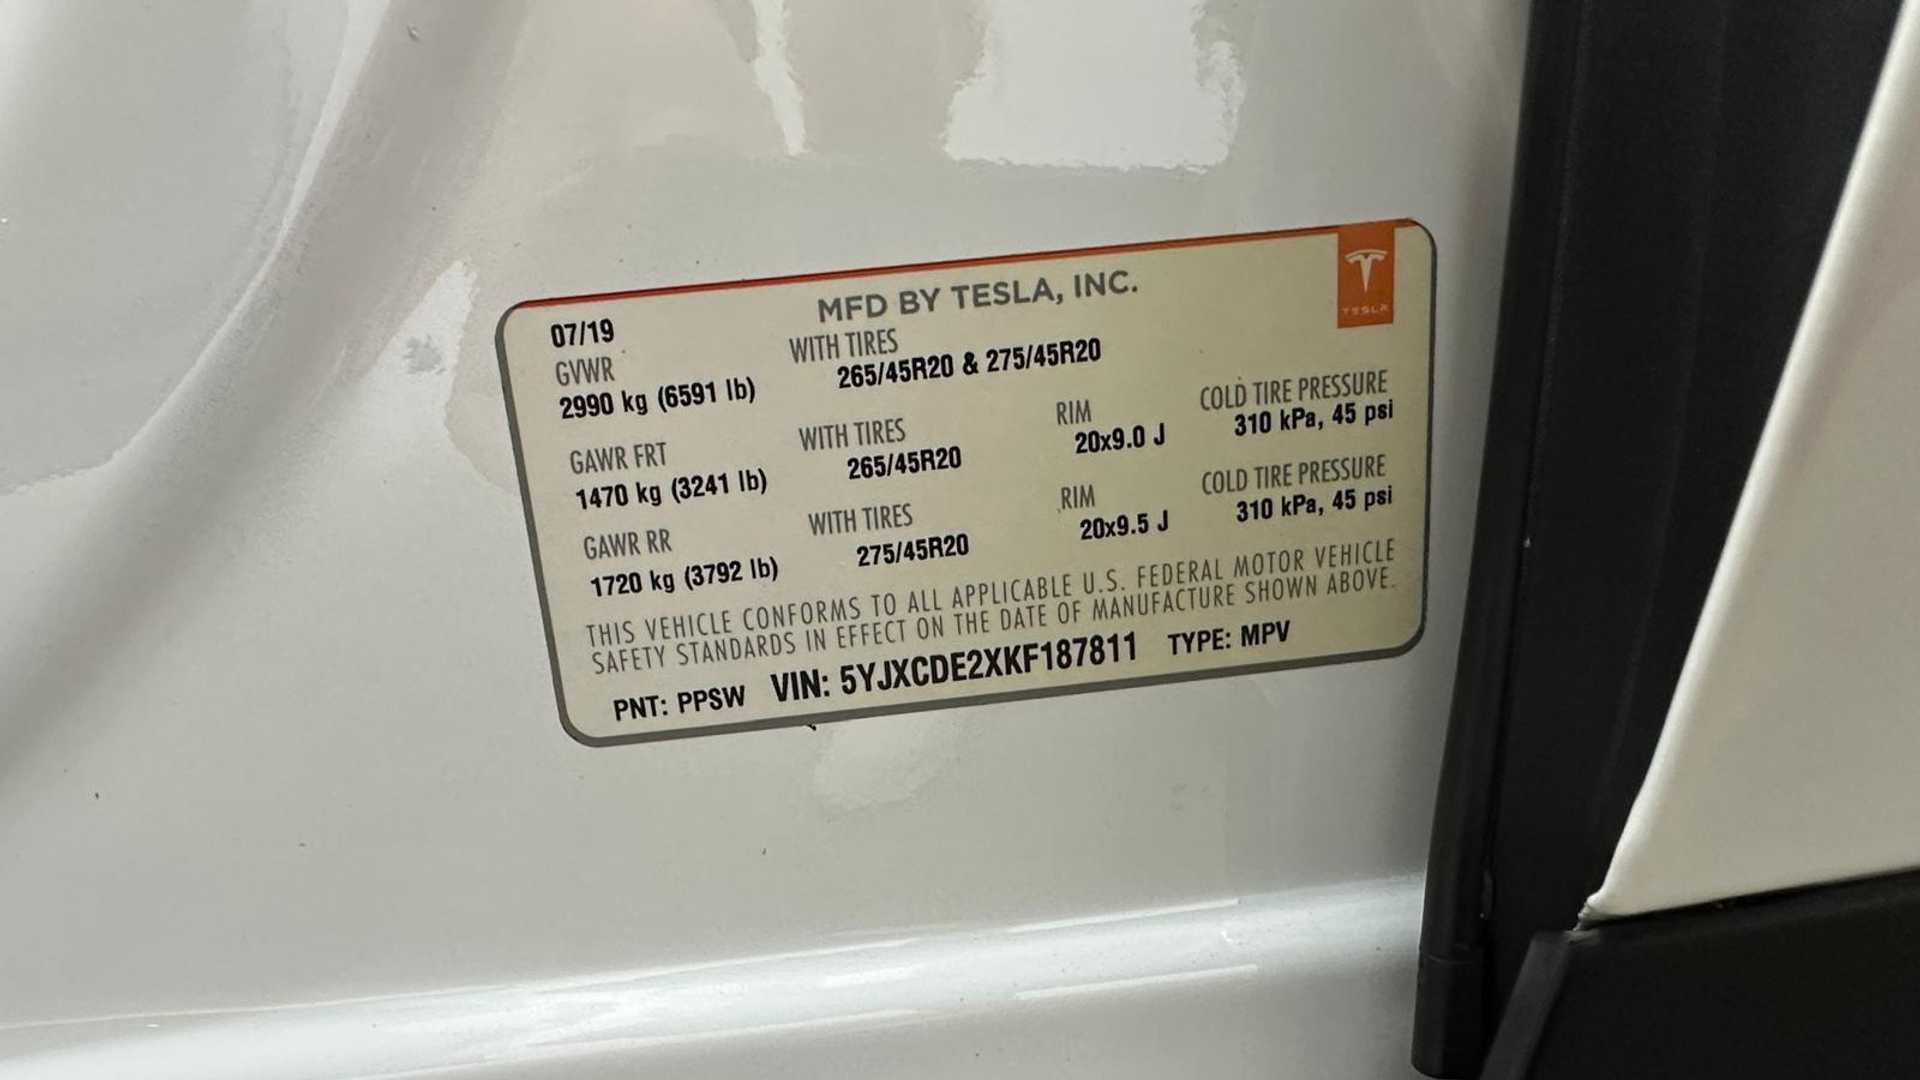 MFD BY TESLA, INC.
TESLA
07/19
GVWR WITH TIRES
2990 kg (6591 lb) 265/45R20 & 275/45R20
GAWR FRT WITH TIRES RIM COLD TIRE PRESSURE
1470 kg (3241 lb) 265/45R20 20x9.0 J 310 kPa, 45 psi
GAWR RR WITH TIRES RIM COLD TIRE PRESSURE
1720 kg (3792 lb) 275/45R20 20x9.5 J 310 kPa, 45 psi
THIS VEHICLE CONFORMS TO ALL APPLICABLE U.S. FEDERAL MOTOR VEHICLE
SAFETY STANDARDS IN EFFECT ON THE DATE OF MANUFACTURE SHOWN ABOVE.
PNT: PPSW VIN: 5YJXCDE2XKF187811 TYPE: MPV